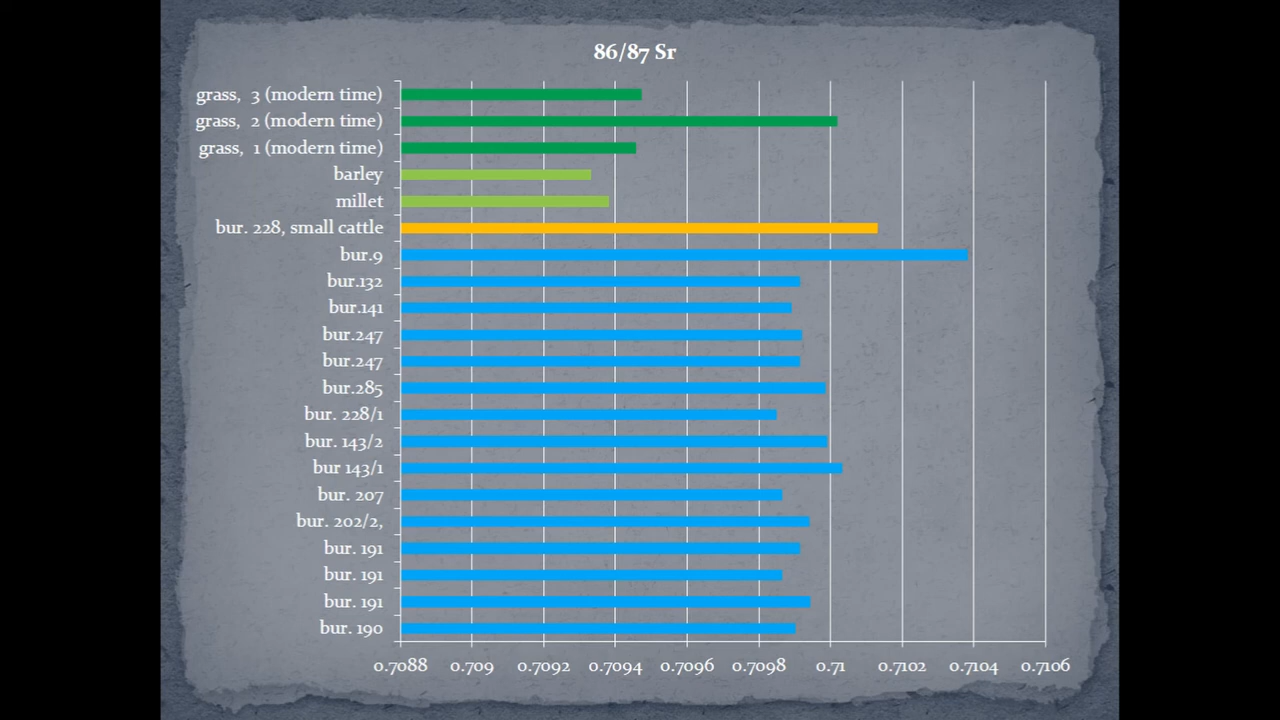 86/87 Sr
grass,  3 (modern time)
grass,  2 (modern time)
grass,  1 (modern time)
barley
millet
bur. 228, small cattle
bur.9
bur.132
bur.141
bur.247
bur.247
bur.285
bur. 228/1
bur. 143/2
bur 143/1
bur. 207
bur. 202/2,
bur. 191
bur. 191
bur. 191
bur. 190
0.7088 0.709 0.7092 0.7094 0.7096 0.7098 0.71 0.7102 0.7104 0.7106